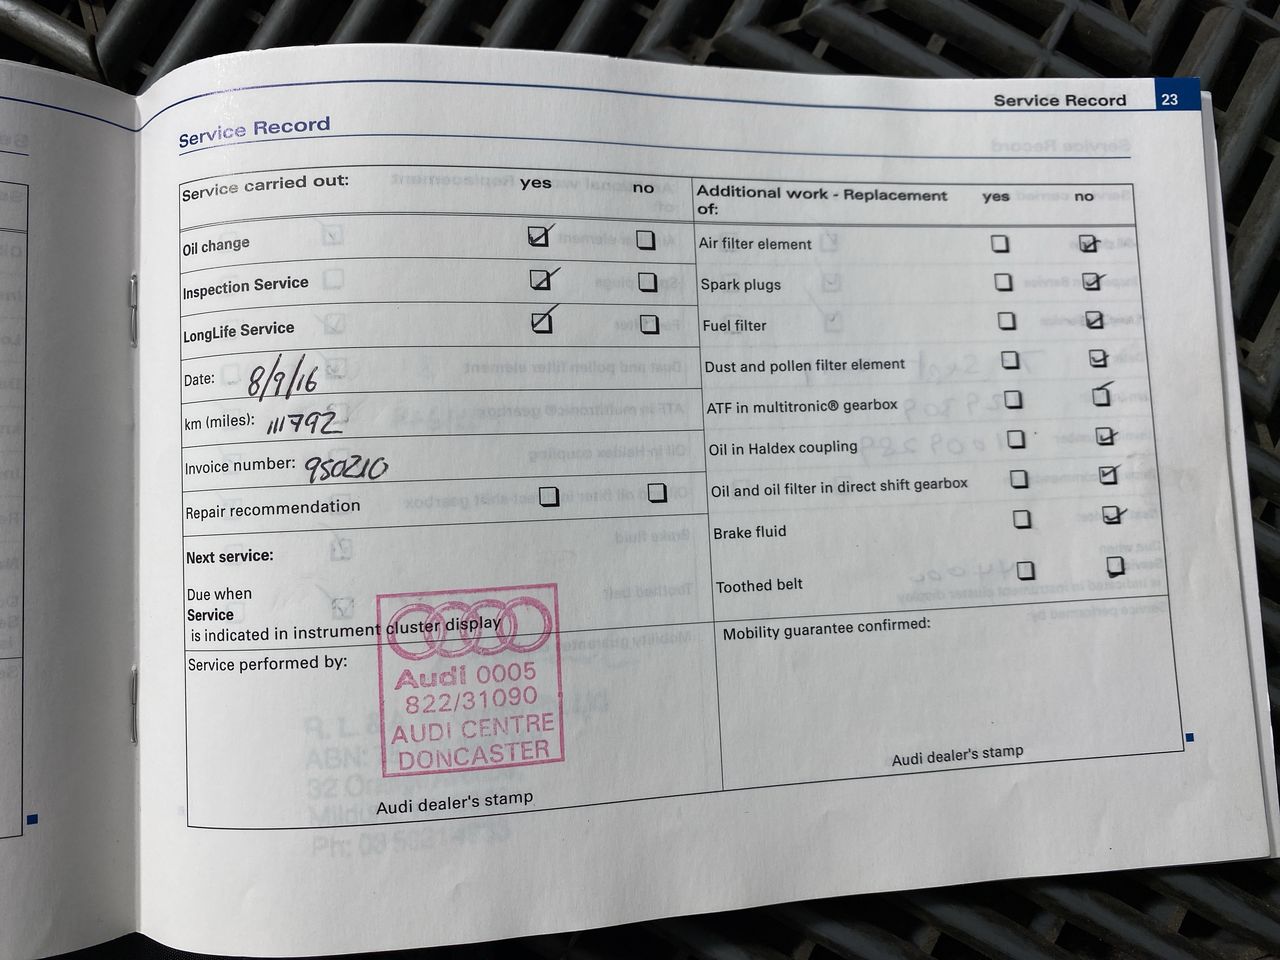 Service Record 23
Service Record
Service carried out: yes no
Oil change
Inspection Service
LongLife Service
Date: 8/9/16
km (miles): 111792
Invoice number: 950210
Repair recommendation
Next service:
Due when
Service
is indicated in instrument cluster display
Service performed by:
Audi 0005
822/31090
AUDI CENTRE
DONCASTER
Audi dealer's stamp
Additional work - Replacement
of: yes no
Air filter element
Spark plugs
Fuel filter
Dust and pollen filter element
ATF in multitronic® gearbox
Oil in Haldex coupling
Oil and oil filter in direct shift gearbox
Brake fluid
Toothed belt
Mobility guarantee confirmed:
Audi dealer's stamp